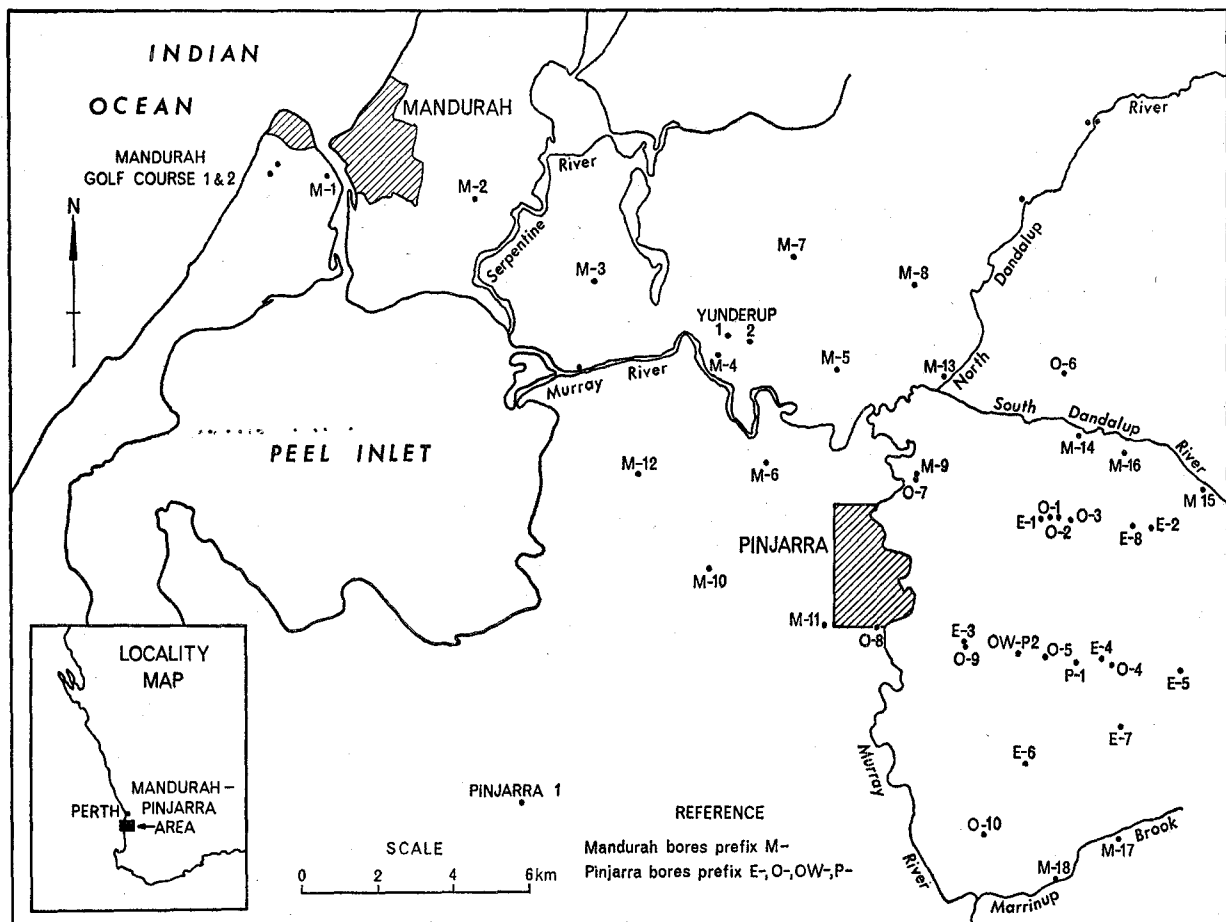 INDIAN
OCEAN
MANDURAH
MANDURAH
GOLF COURSE 1 & 2
M-1
M-2
River
Serpentine
M-3
N
M-7
M-8
River
Dandalup
North
YUNDERUP
1
2
M-4
M-5
M-13
O-6
Murray
River
South
Dandalup
River
M-14
M-16
M 15
PEEL INLET
M-12
M-6
M-9
O-7
E-1
O-1
O-2
O-3
E-8
E-2
PINJARRA
M-10
M-11
O-8
E-3
O-9
OW-P2
O-5
P-1
E-4
O-4
E-5
E-7
E-6
Murray
River
O-10
M-17
Brook
M-18
Marrinup
PINJARRA 1
LOCALITY
MAP
PERTH
MANDURAH –
PINJARRA
AREA
SCALE
0 2 4 6km
REFERENCE
Mandurah bores prefix M-
Pinjarra bores prefix E-, O-, OW-, P-